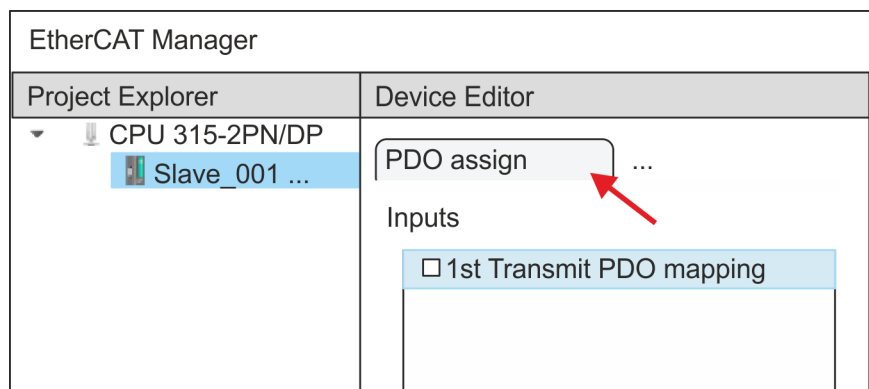 EtherCAT Manager
Project Explorer
Device Editor
CPU 315-2PN/DP
Slave_001 ...
PDO assign
...
Inputs
1st Transmit PDO mapping